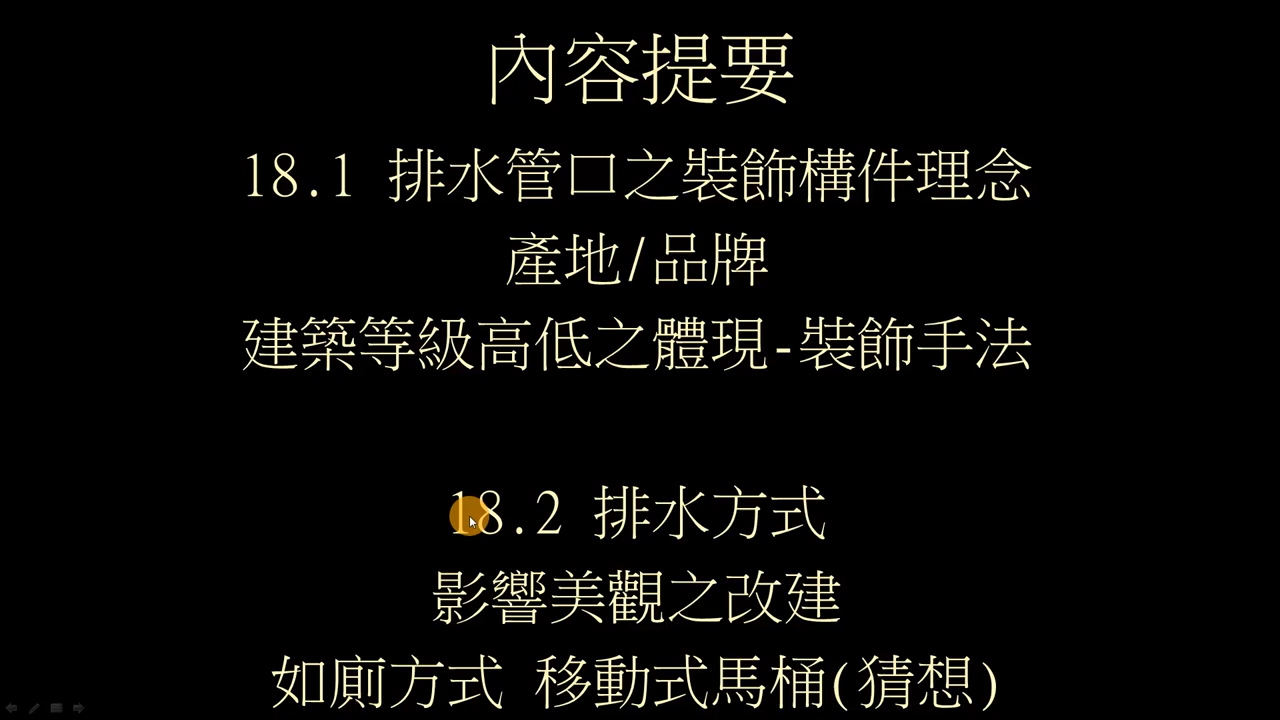 內容提要
18.1 排水管口之裝飾構件理念
產地/品牌
建築等級高低之體現-裝飾手法
18.2 排水方式
影響美觀之改建
如廁方式 移動式馬桶(猜想)